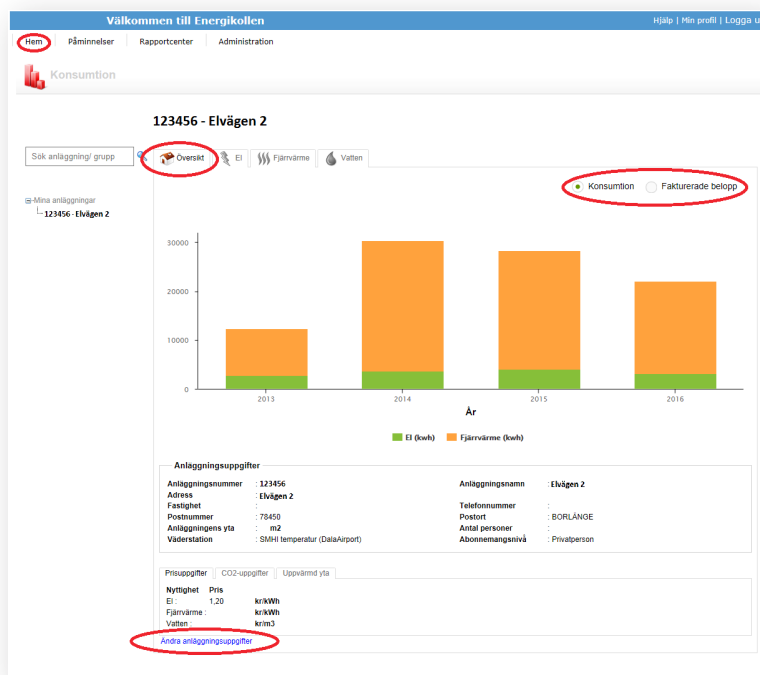 Välkommen till Energikollen
Hjälp | Min profil | Logga u
Hem Påminnelser Rapportcenter Administration
Konsumtion
123456 - Elvägen 2
Sök anläggning/ grupp
Översikt El Fjärrvärme Vatten
Konsumtion Fakturerade belopp
Mina anläggningar
123456 - Elvägen 2
30000
20000
10000
0
2013 2014 2015 2016
År
El (kwh) Fjärrvärme (kwh)
Anläggningsuppgifter
Anläggningsnummer : 123456 Anläggningsnamn : Elvägen 2
Adress : Elvägen 2
Fastighet : Telefonnummer :
Postnummer : 78450 Postort : BORLÄNGE
Anläggningens yta : m2 Antal personer :
Väderstation : SMHI temperatur (DalaAirport) Abonnemangsnivå : Privatperson
Prisuppgifter CO2-uppgifter Uppvärmd yta
Nyttighet Pris
El : 1,20 kr/kWh
Fjärrvärme : kr/kWh
Vatten : kr/m3
Ändra anläggningsuppgifter